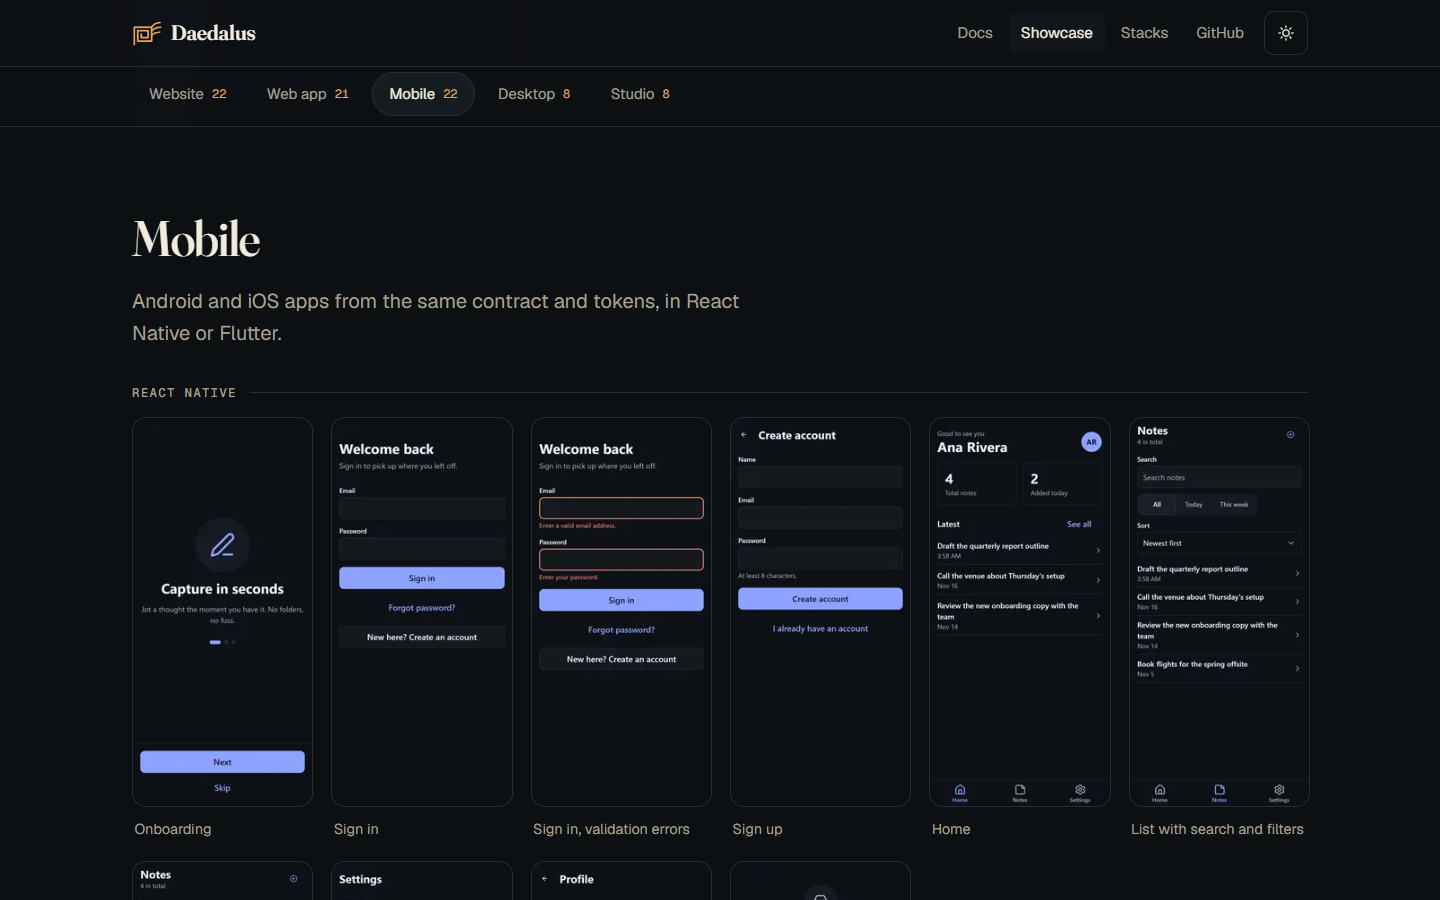 Daedalus
Docs
Showcase
Stacks
GitHub
Website 22
Web app 21
Mobile 22
Desktop 8
Studio 8
Mobile
Android and iOS apps from the same contract and tokens, in React
Native or Flutter.
REACT NATIVE
Capture in seconds
Jot a thought the moment you have it. No folders,
no fuss.
Next
Skip
Onboarding
Welcome back
Sign in to pick up where you left off.
Email
Password
Sign in
Forgot password?
New here? Create an account
Sign in
Welcome back
Sign in to pick up where you left off.
Email
Enter a valid email address.
Password
Enter your password.
Sign in
Forgot password?
New here? Create an account
Sign in, validation errors
Create account
Name
Email
Password
At least 8 characters.
Create account
I already have an account
Sign up
Good to see you
Ana Rivera
AR
4
Total notes
2
Added today
Latest
See all
Draft the quarterly report outline
3:58 AM
Call the venue about Thursday's setup
Nov 16
Review the new onboarding copy with the
team
Nov 14
Home
Notes
Settings
Home
Notes
4 in total
Search
Search notes
All
Today
This week
Sort
Newest first
Draft the quarterly report outline
3:58 AM
Call the venue about Thursday's setup
Nov 16
Review the new onboarding copy with the
team
Nov 14
Book flights for the spring offsite
Nov 5
Home
Notes
Settings
List with search and filters
Notes
4 in total
Settings
Profile